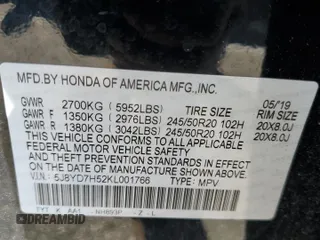 MFD.BY HONDA OF AMERICA MFG.,INC.
05/19
GVWR 2700KG (5952LBS) TIRE SIZE RIM SIZE
GAWR F 1350KG (2976LBS) 245/50R20 102H 20X8.0J
GAWR R 1380KG (3042LBS) 245/50R20 102H 20X8.0J
THIS VEHICLE CONFORMS TO ALL APPLICABLE
FEDERAL MOTOR VEHICLE SAFETY AND THEFT
PREVENTION STANDARDS IN EFFECT ON THE DATE OF
MANUFACTURE SHOWN ABOVE.
5J8YD7H52KL001766 TYPE: MPV
K AA1 Z L
DREAMBID